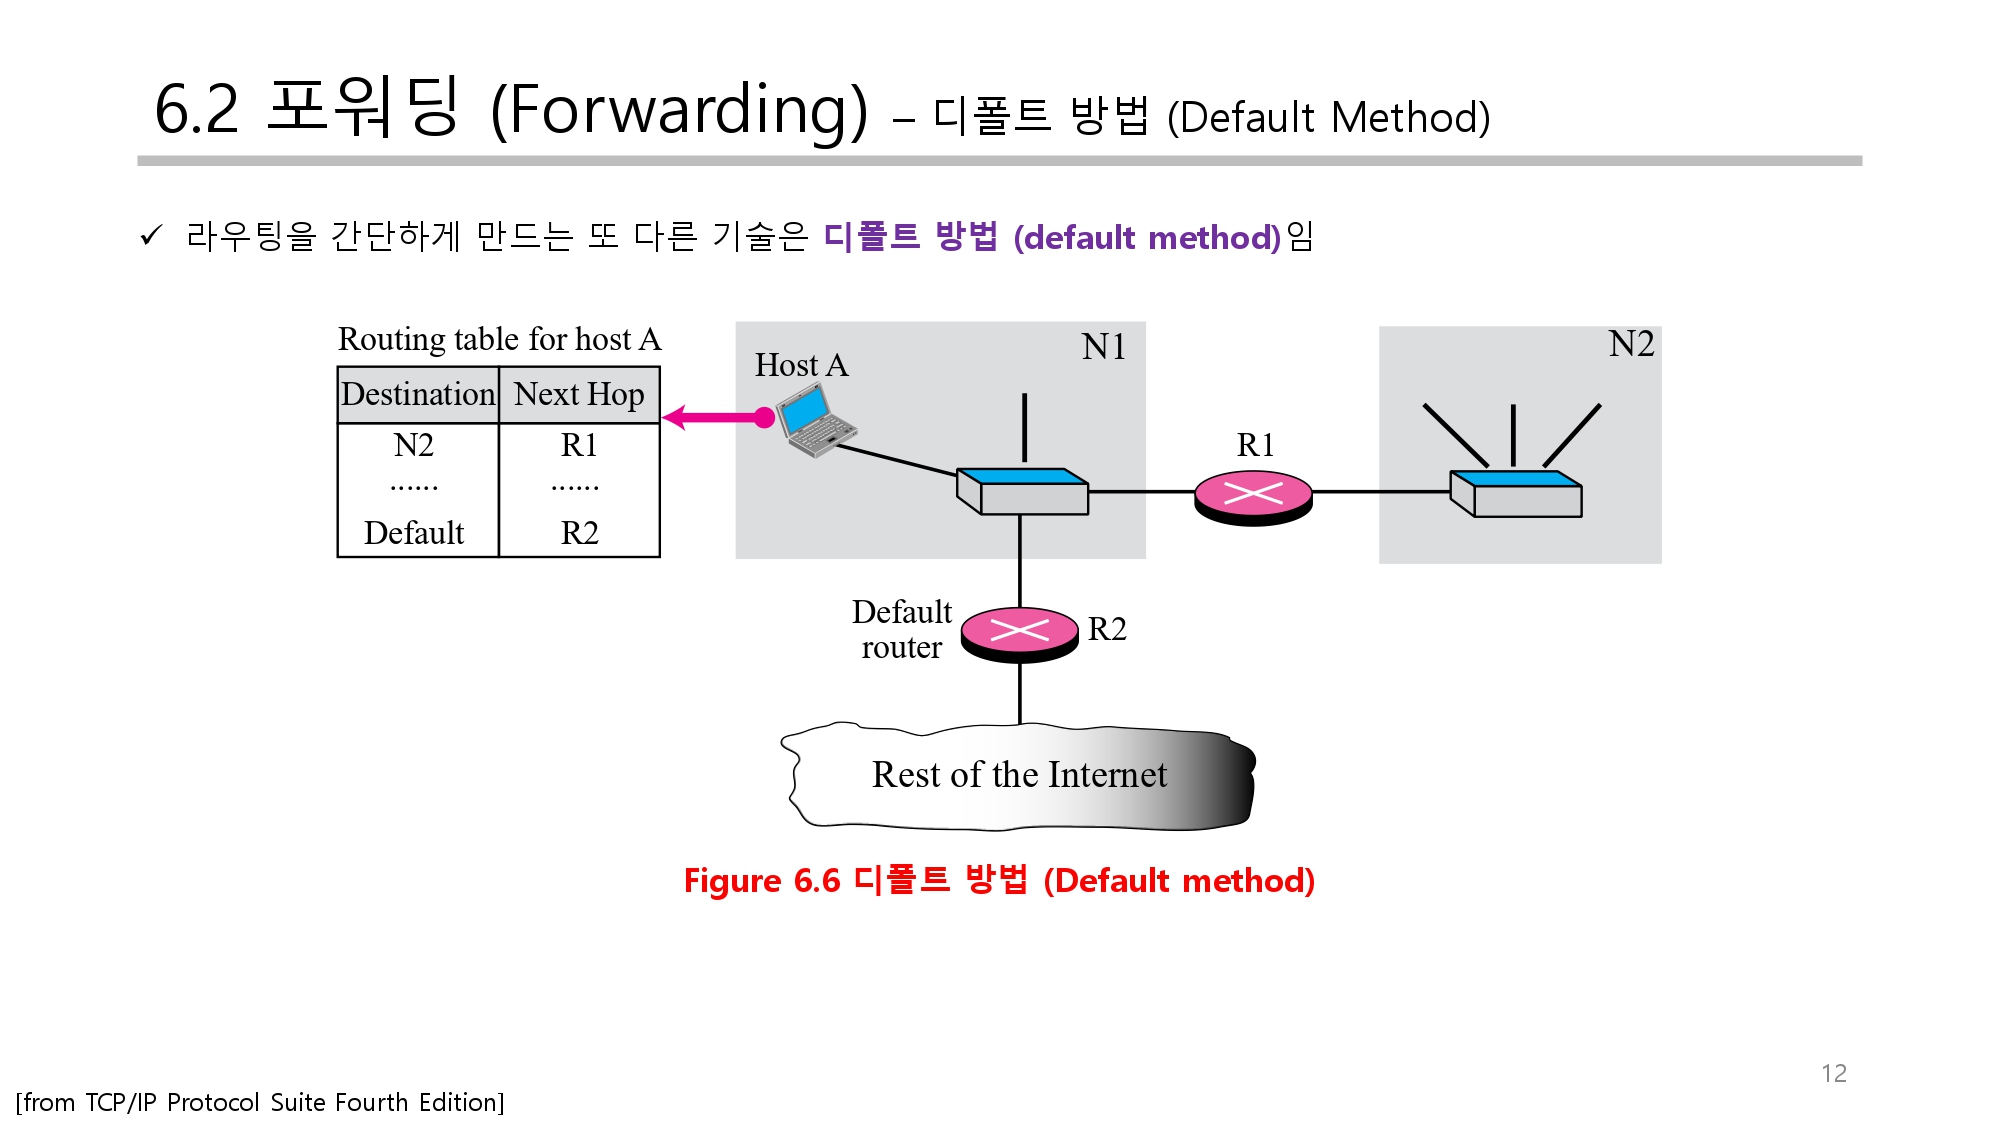 6.2 포워딩 (Forwarding) – 디폴트 방법 (Default Method)
✓ 라우팅을 간단하게 만드는 또 다른 기술은 디폴트 방법 (default method)임
Routing table for host A
Destination Next Hop
N2 R1
...... ......
Default R2
Host A
N1
N2
R1
Default
router
R2
Rest of the Internet
Figure 6.6 디폴트 방법 (Default method)
12
[from TCP/IP Protocol Suite Fourth Edition]